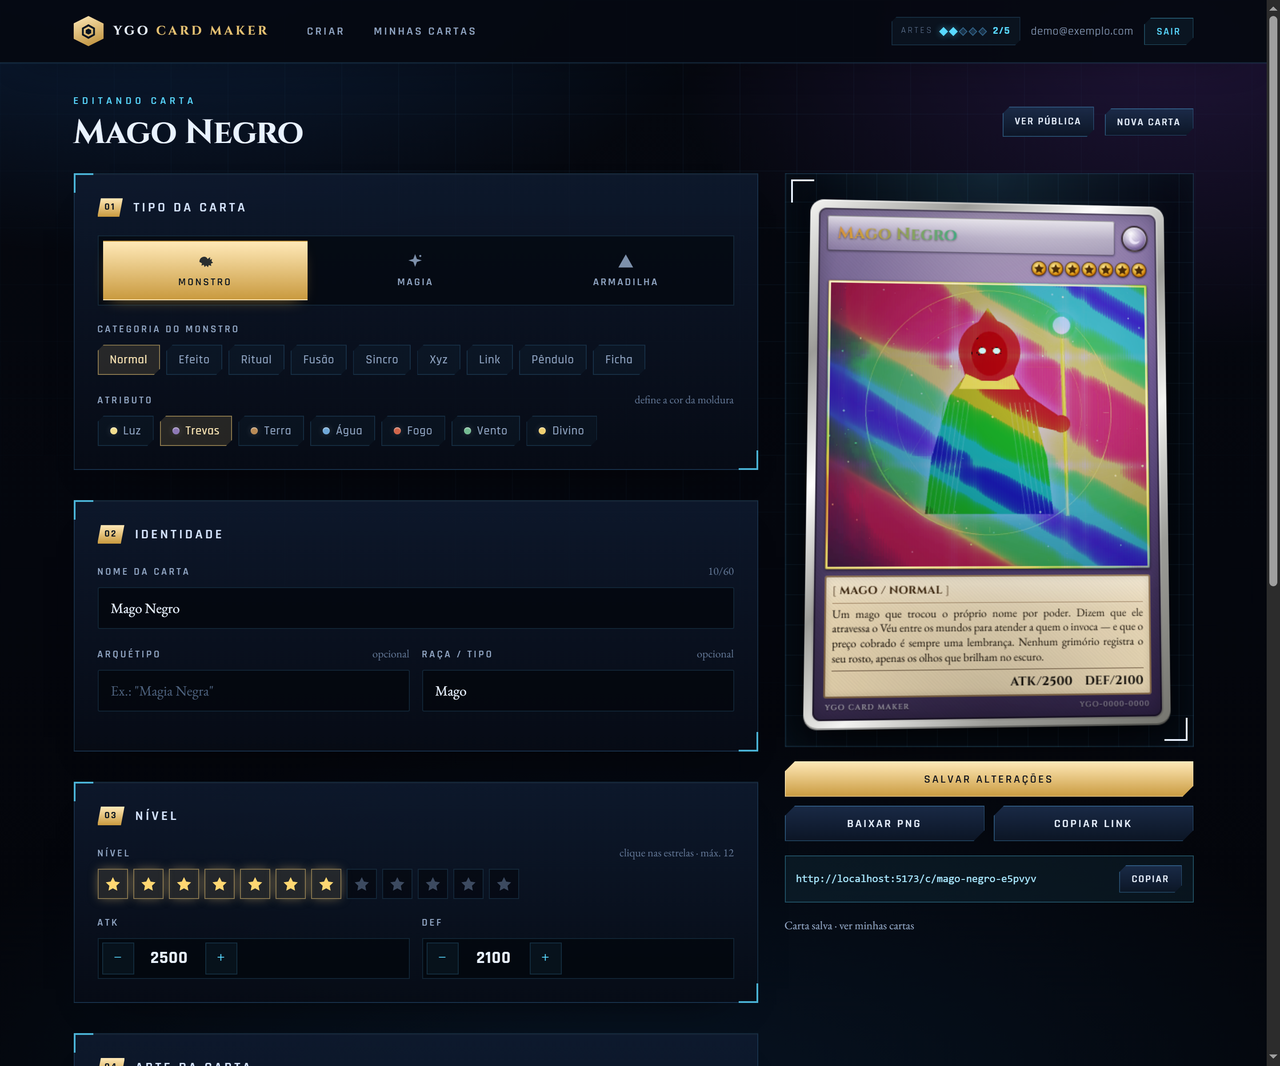 YGO CARD MAKER
CRIAR
MINHAS CARTAS
ARTES
2/5
demo@exemplo.com
SAIR
EDITANDO CARTA
MAGO NEGRO
VER PÚBLICA
NOVA CARTA
01
TIPO DA CARTA
MONSTRO
MAGIA
ARMADILHA
CATEGORIA DO MONSTRO
Normal
Efeito
Ritual
Fusão
Sincro
Xyz
Link
Pêndulo
Ficha
ATRIBUTO
define a cor da moldura
Luz
Trevas
Terra
Água
Fogo
Vento
Divino
02
IDENTIDADE
NOME DA CARTA
10/60
Mago Negro
ARQUÉTIPO
opcional
RAÇA / TIPO
opcional
Ex.: "Magia Negra"
Mago
03
NÍVEL
NÍVEL
clique nas estrelas · máx. 12
ATK
DEF
− 2500 +
− 2100 +
04
ARTE DA CARTA
MAGO NEGRO
[ MAGO / NORMAL ]
Um mago que trocou o próprio nome por poder. Dizem que ele
atravessa o Véu entre os mundos para atender a quem o invoca — e que o
preço cobrado é sempre uma lembrança. Nenhum grimório registra o
seu rosto, apenas os olhos que brilham no escuro.
ATK/2500 DEF/2100
YGO CARD MAKER
YGO-0000-0000
SALVAR ALTERAÇÕES
BAIXAR PNG
COPIAR LINK
http://localhost:5173/c/mago-negro-e5pvyv
COPIAR
Carta salva · ver minhas cartas